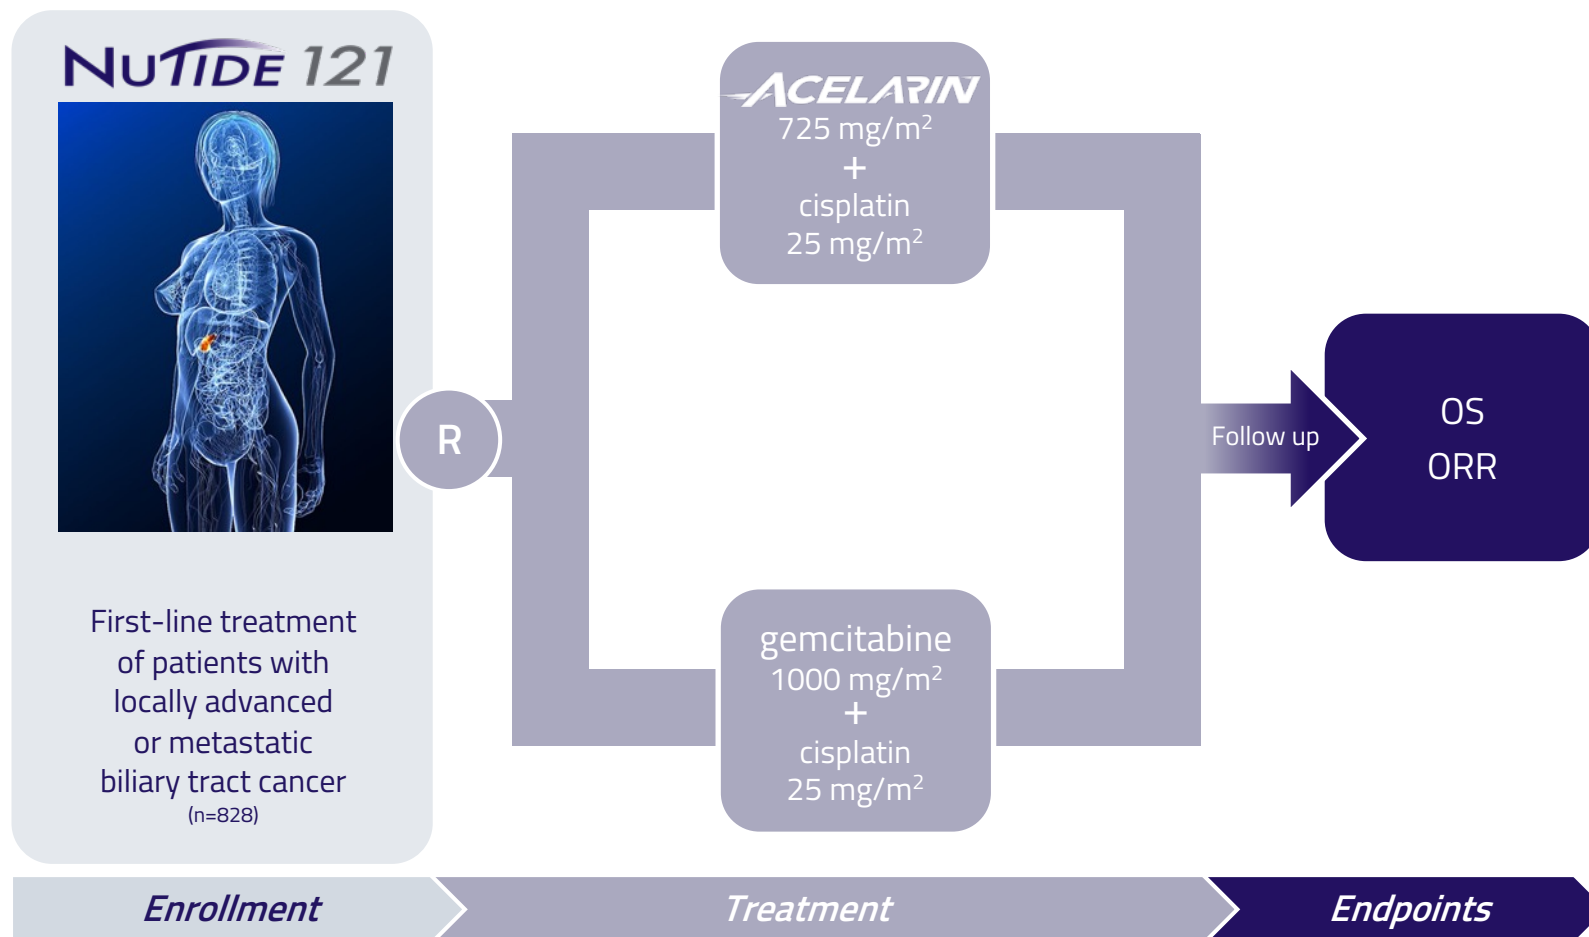 NUTIDE 121
First-line treatment
of patients with
locally advanced
or metastatic
biliary tract cancer
(n=828)
R
ACELARIN
725 mg/m²
+
cisplatin
25 mg/m²
gemcitabine
1000 mg/m²
+
cisplatin
25 mg/m²
Follow up
OS
ORR
Enrollment
Treatment
Endpoints